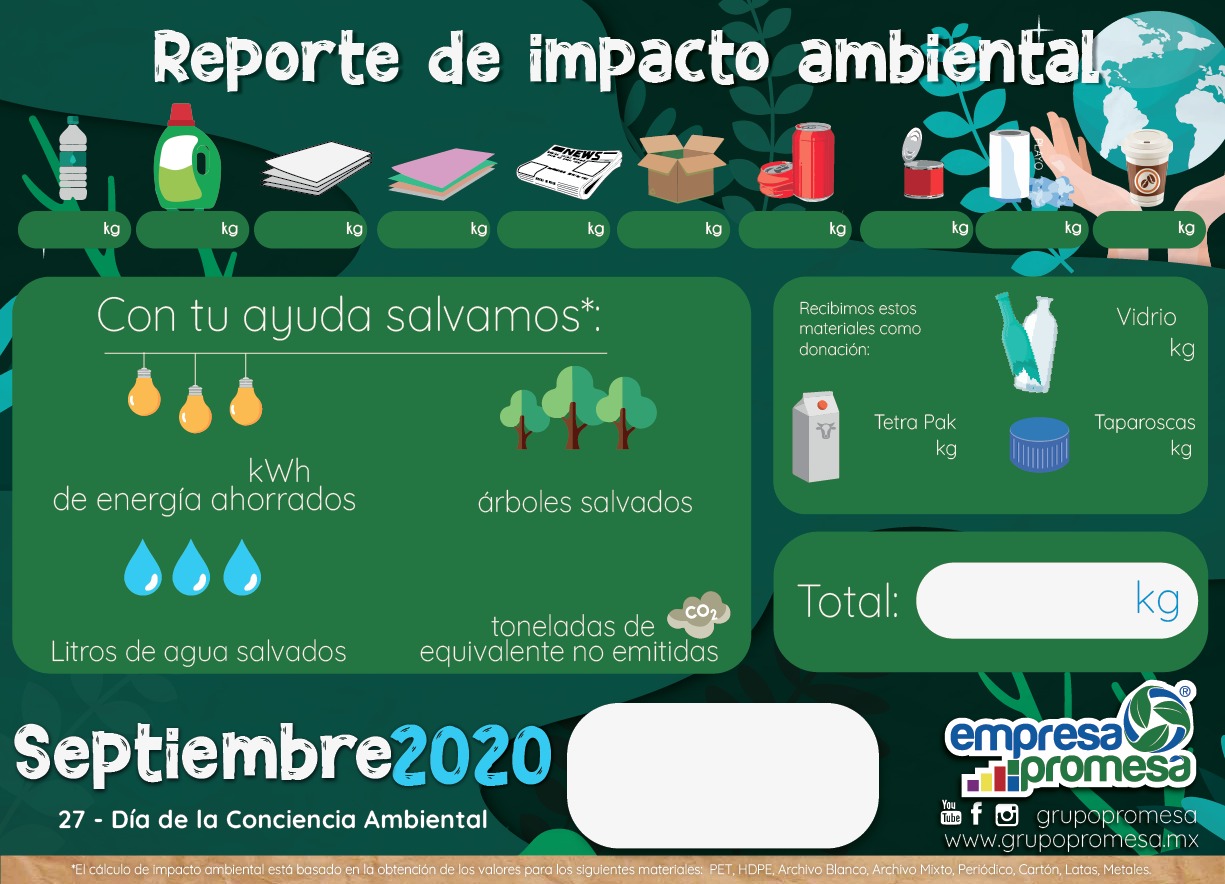 Reporte de impacto ambiental
NEWS
PLAYO
kg kg kg kg kg kg kg kg kg kg
Con tu ayuda salvamos*:
kWh
de energía ahorrados
árboles salvados
Litros de agua salvados
CO2
toneladas de
equivalente no emitidas
Recibimos estos
materiales como
donación:
Vidrio
kg
Tetra Pak
kg
Taparoscas
kg
Total: kg
Septiembre2020
27 - Día de la Conciencia Ambiental
empresa
promesa
®
You
Tube
f
grupopromesa
www.grupopromesa.mx
*El cálculo de impacto ambiental está basado en la obtención de los valores para los siguientes materiales: PET, HDPE, Archivo Blanco, Archivo Mixto, Periódico, Cartón, Latas, Metales.